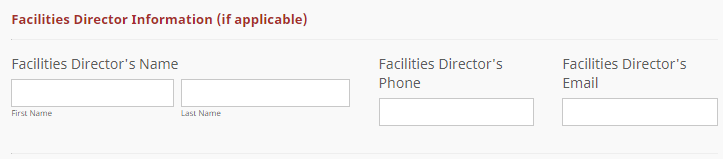 Facilities Director Information (if applicable)
Facilities Director's Name
First Name
Last Name
Facilities Director's
Phone
Facilities Director's
Email